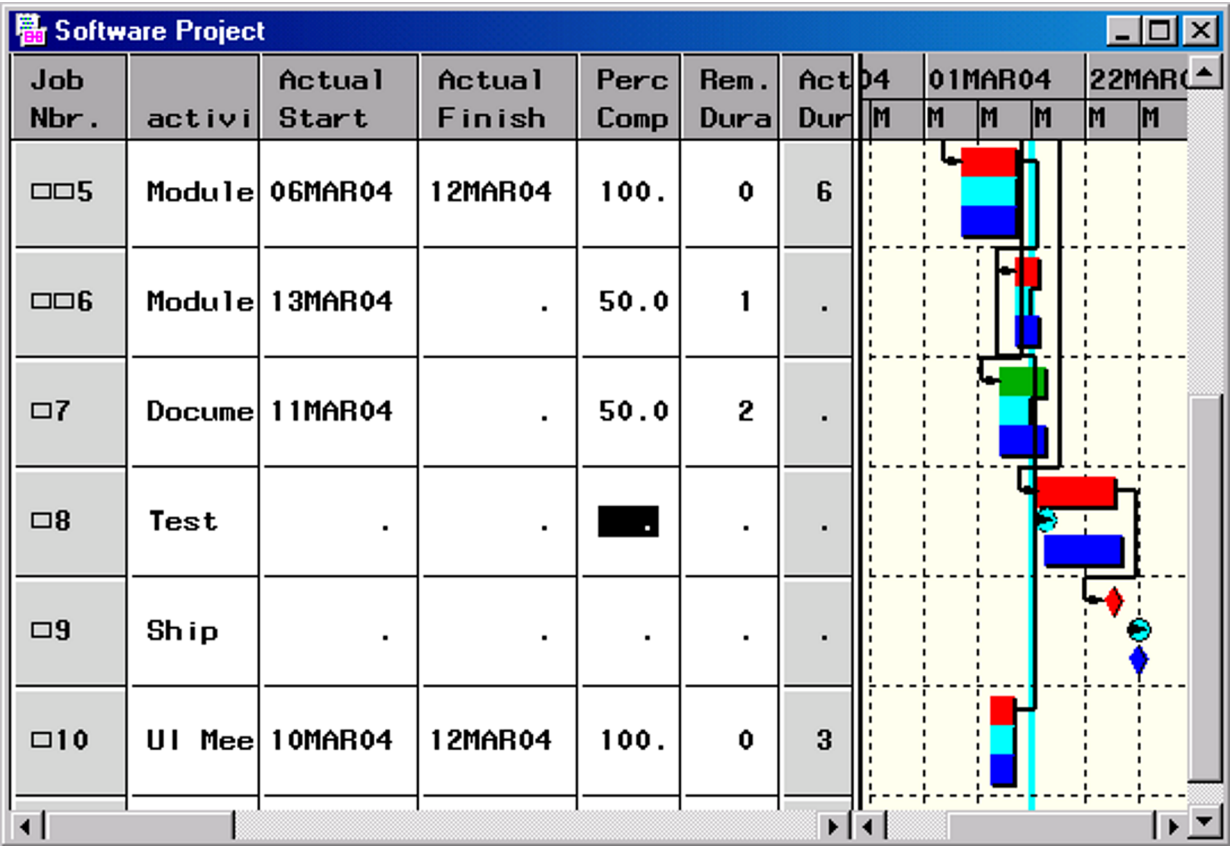 Software Project
Job Nbr. activi Actual Start Actual Finish Perc Comp Rem. Dura Act Dur 04 01MAR04 22MAR0
M M M M M M
□□5 Module 06MAR04 12MAR04 100. 0 6
□□6 Module 13MAR04 . 50.0 1 .
□7 Docume 11MAR04 . 50.0 2 .
□8 Test . . . . .
□9 Ship . . . . .
□10 UI Mee 10MAR04 12MAR04 100. 0 3